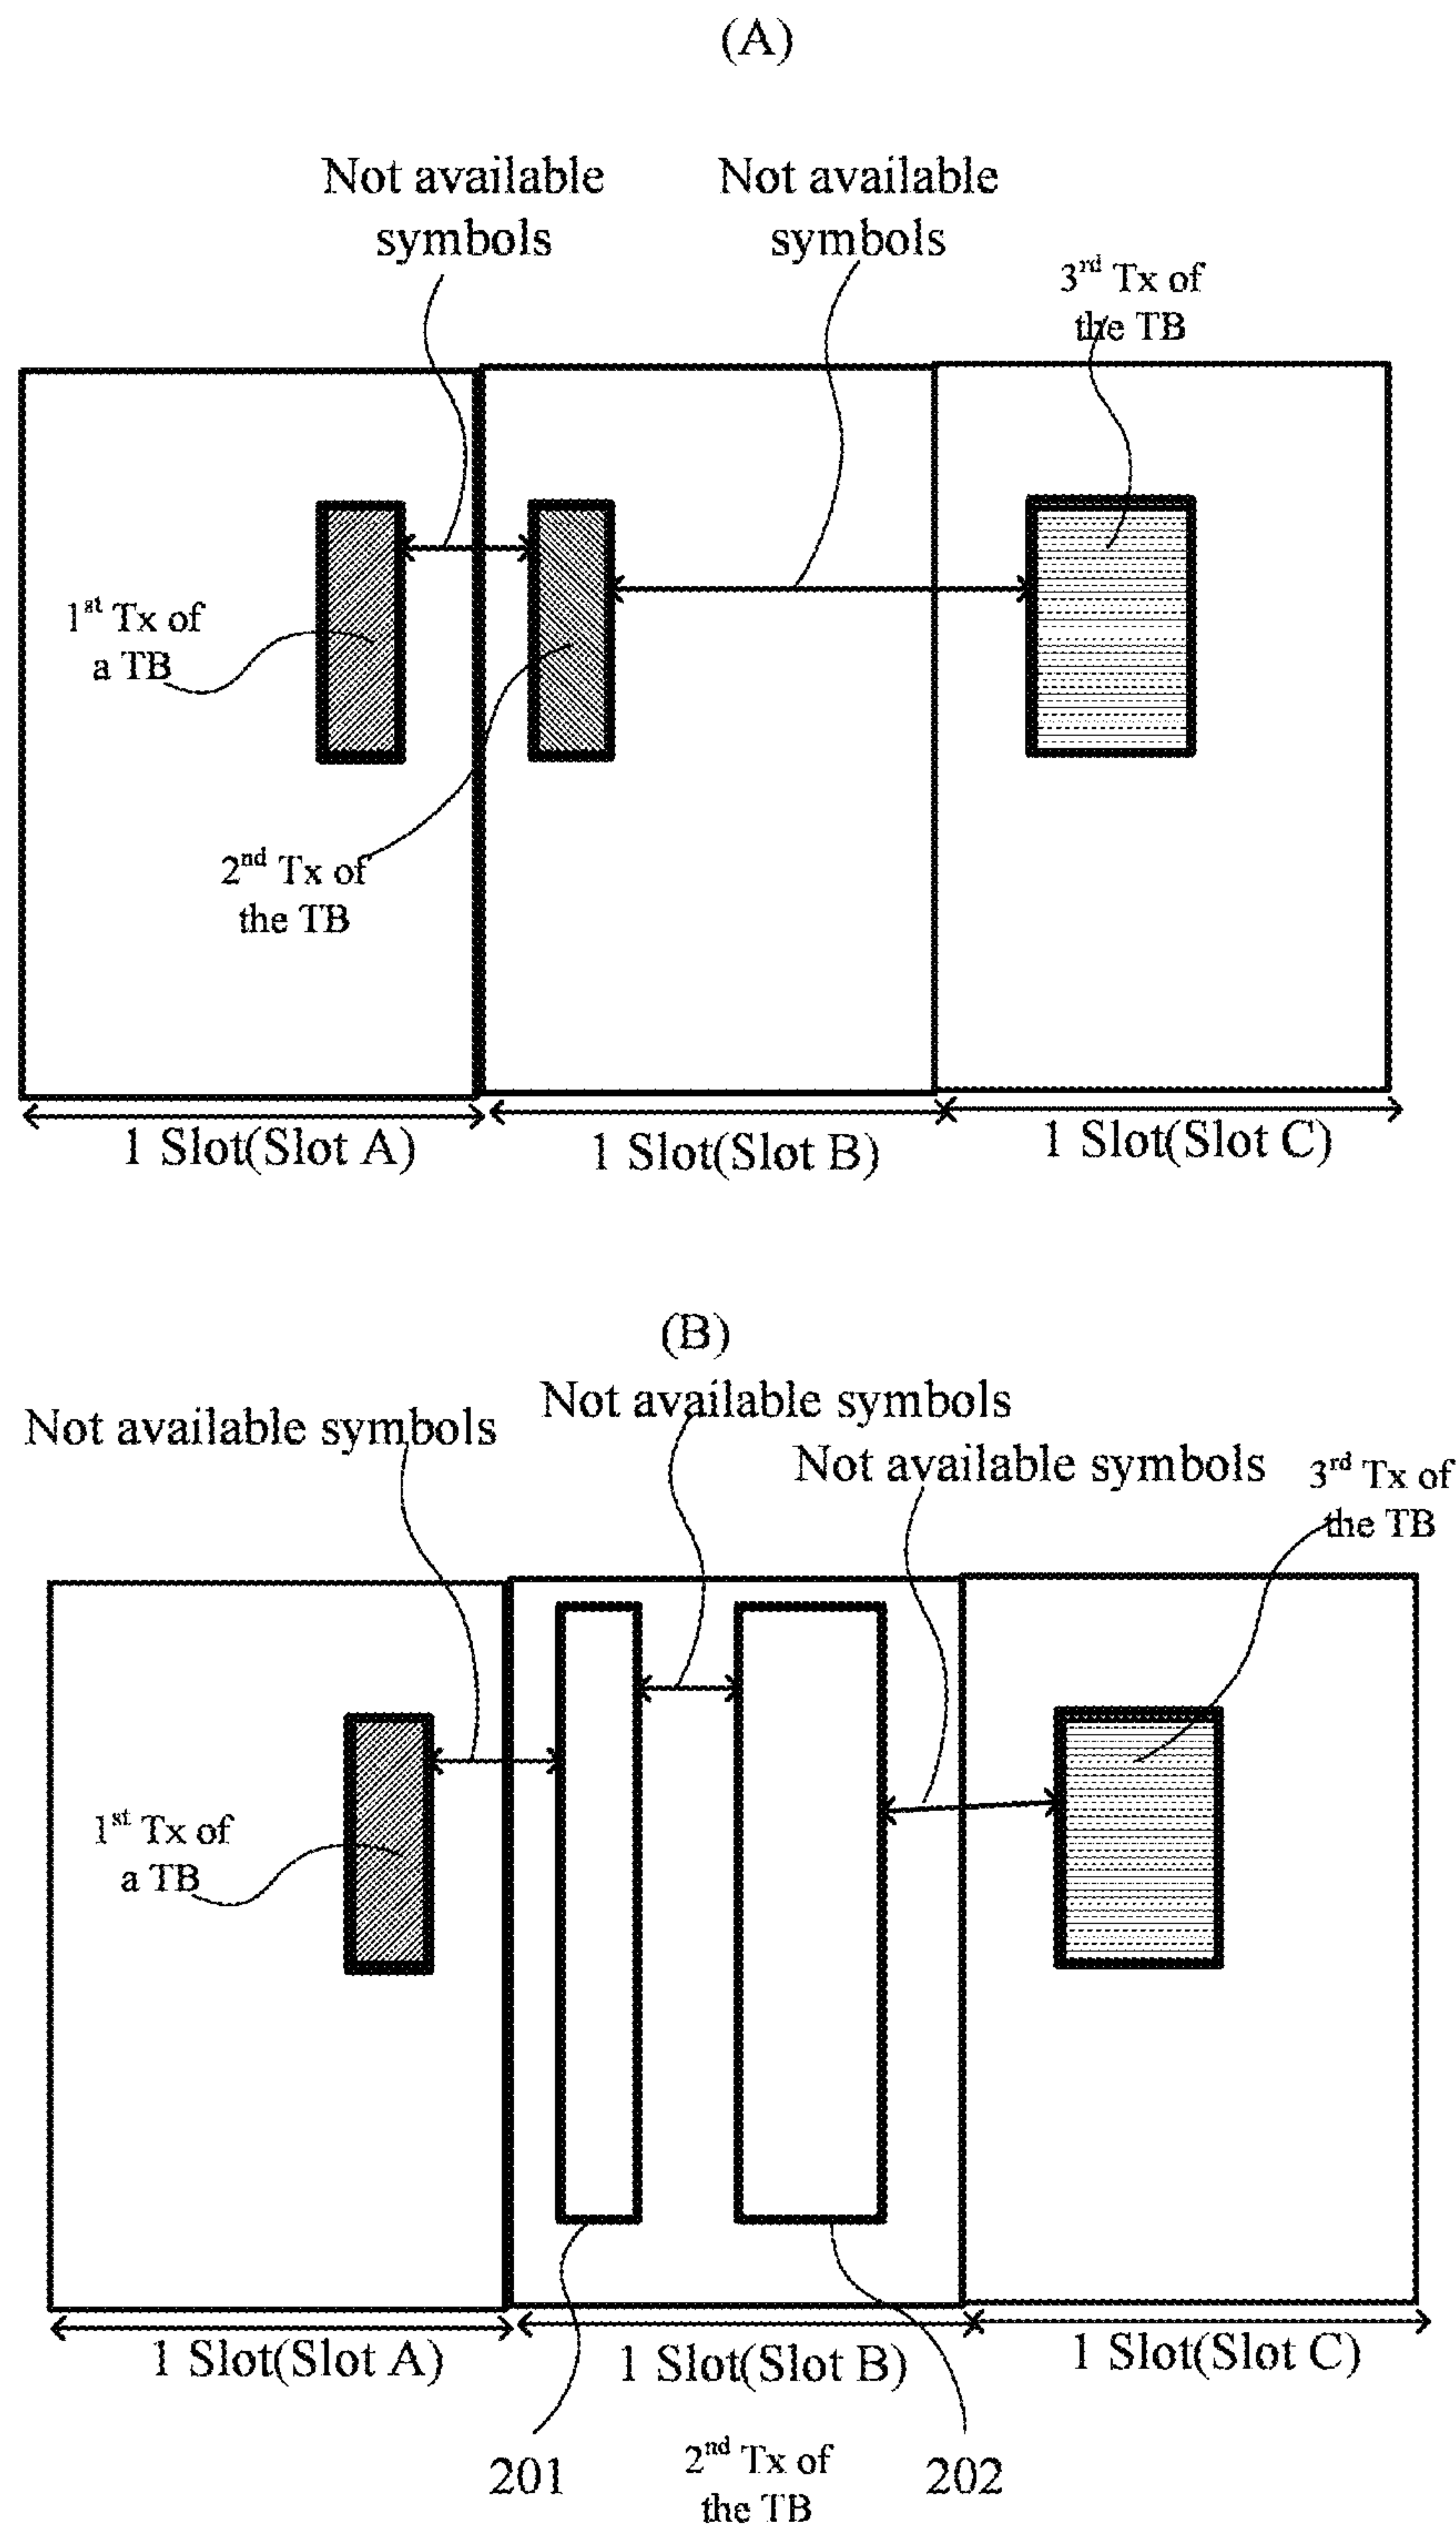 (A)
Not available
symbols
Not available
symbols
3rd Tx of
the TB
1st Tx of
a TB
2nd Tx of
the TB
1 Slot(Slot A)
1 Slot(Slot B)
1 Slot(Slot C)
(B)
Not available symbols
Not available symbols
Not available symbols
3rd Tx of
the TB
1st Tx of
a TB
1 Slot(Slot A)
1 Slot(Slot B)
1 Slot(Slot C)
201
2nd Tx of
the TB
202